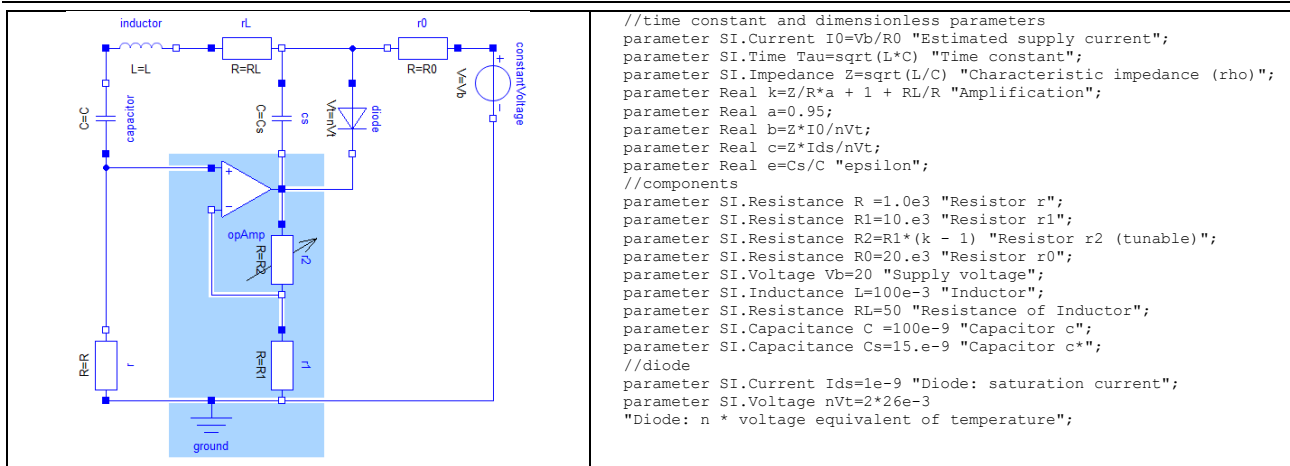 inductor
rL
r0
L=L
R=RL
R=R0
constantVoltage
+
V=Vb
−
C=C
capacitor
C=Cs
cs
Vt=nVt
diode
+
−
opAmp
R=R2
r2
R=R
r
R=R1
r1
ground
//time constant and dimensionless parameters
parameter SI.Current I0=Vb/R0 "Estimated supply current";
parameter SI.Time Tau=sqrt(L*C) "Time constant";
parameter SI.Impedance Z=sqrt(L/C) "Characteristic impedance (rho)";
parameter Real k=Z/R*a + 1 + RL/R "Amplification";
parameter Real a=0.95;
parameter Real b=Z*I0/nVt;
parameter Real c=Z*Ids/nVt;
parameter Real e=Cs/C "epsilon";
//components
parameter SI.Resistance R =1.0e3 "Resistor r";
parameter SI.Resistance R1=10.e3 "Resistor r1";
parameter SI.Resistance R2=R1*(k - 1) "Resistor r2 (tunable)";
parameter SI.Resistance R0=20.e3 "Resistor r0";
parameter SI.Voltage Vb=20 "Supply voltage";
parameter SI.Inductance L=100e-3 "Inductor";
parameter SI.Resistance RL=50 "Resistance of Inductor";
parameter SI.Capacitance C =100e-9 "Capacitor c";
parameter SI.Capacitance Cs=15.e-9 "Capacitor c*";
//diode
parameter SI.Current Ids=1e-9 "Diode: saturation current";
parameter SI.Voltage nVt=2*26e-3
"Diode: n * voltage equivalent of temperature";